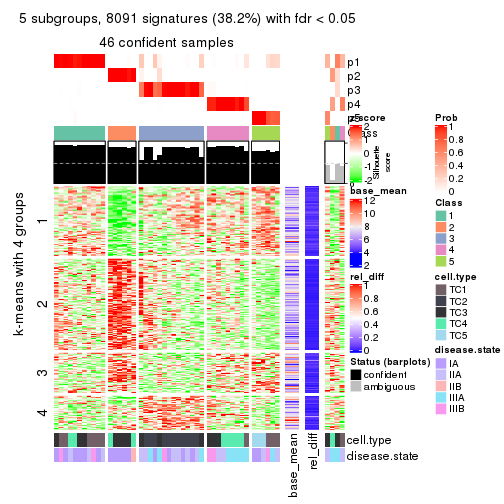 5 subgroups, 8091 signatures (38.2%) with fdr < 0.05
46 confident samples
p1
p2
p3
p4
p5
Class
Silhouette
score
1
2
3
4
k-means with 4 groups
base_mean
rel_diff
cell.type
disease.state
z-score
2
1
0
-1
-2
base_mean
12
10
8
6
4
2
rel_diff
1
0.8
0.6
0.4
0.2
0
Status (barplots)
confident
ambiguous
Prob
1
0.8
0.6
0.4
0.2
0
Class
1
2
3
4
5
cell.type
TC1
TC2
TC3
TC4
TC5
disease.state
IA
IIA
IIB
IIIA
IIIB